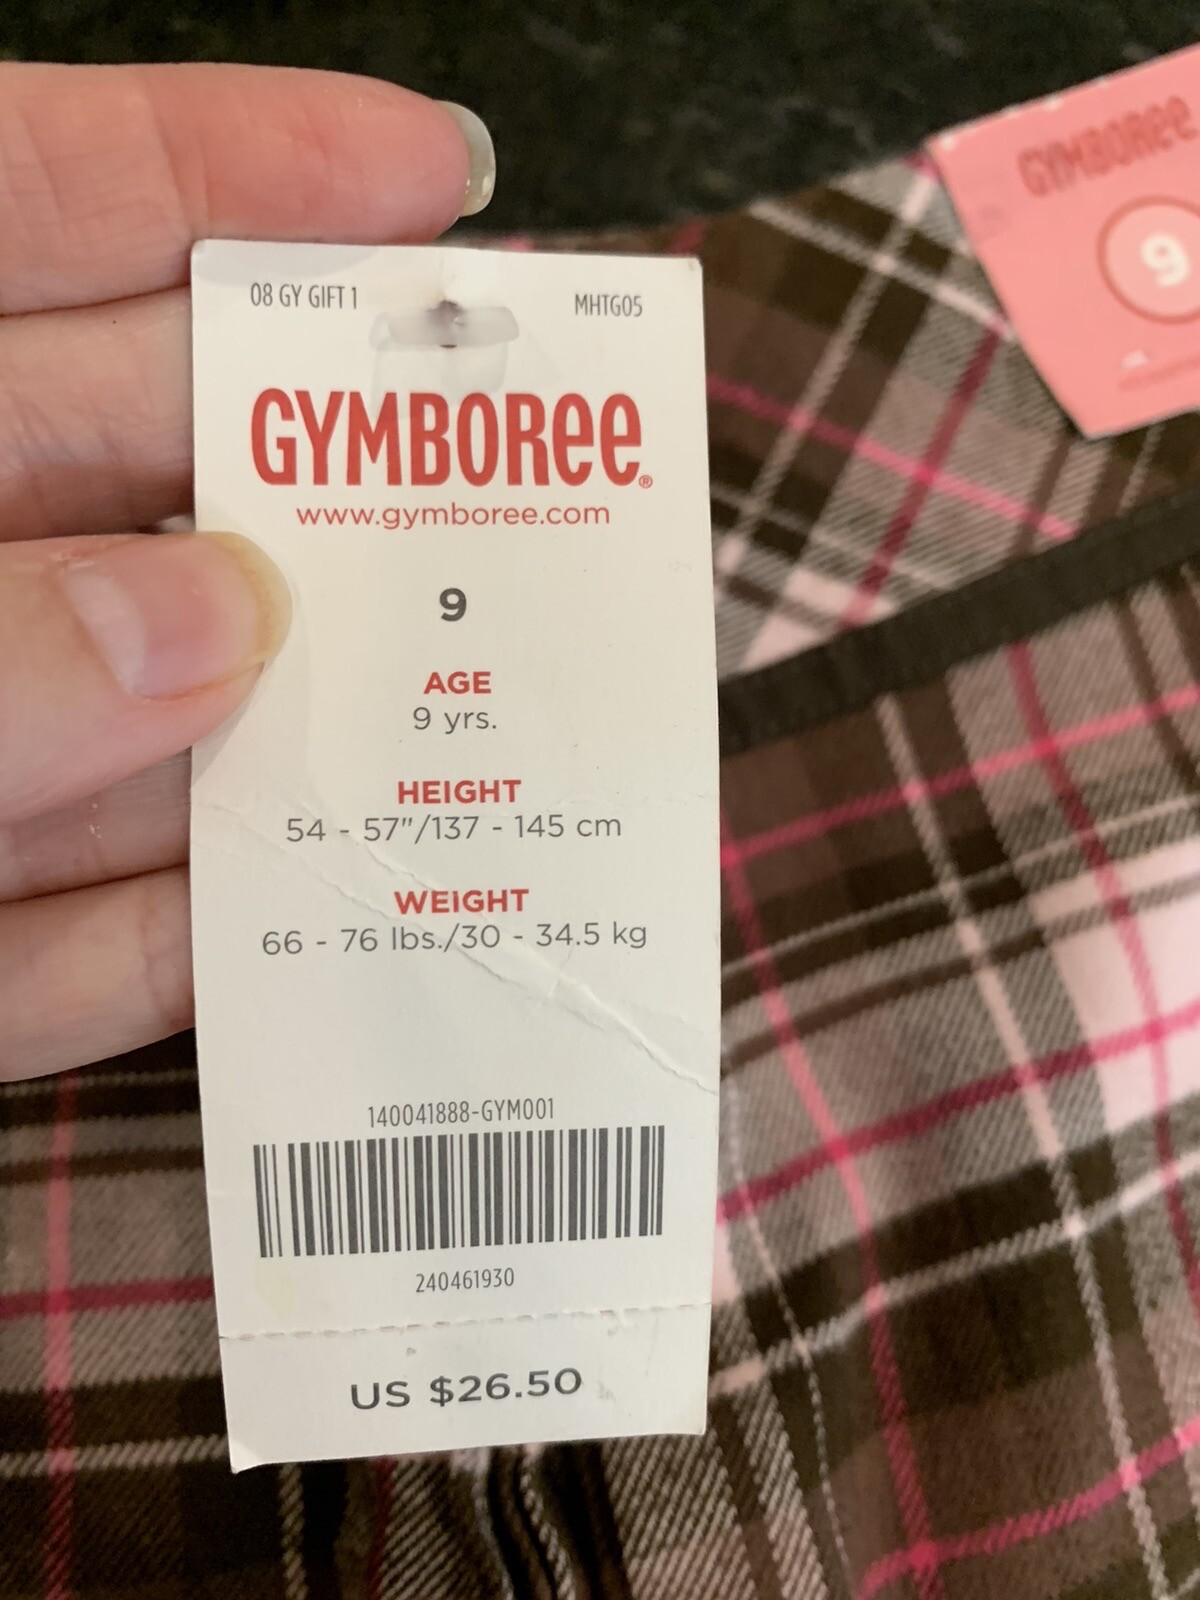 08 GY GIFT 1
MHTG05
GYMBOREE®
www.gymboree.com
9
AGE
9 yrs.
HEIGHT
54 - 57"/137 - 145 cm
WEIGHT
66 - 76 lbs./30 - 34.5 kg
140041888-GYM001
240461930
US $26.50
GYMBOREE
9